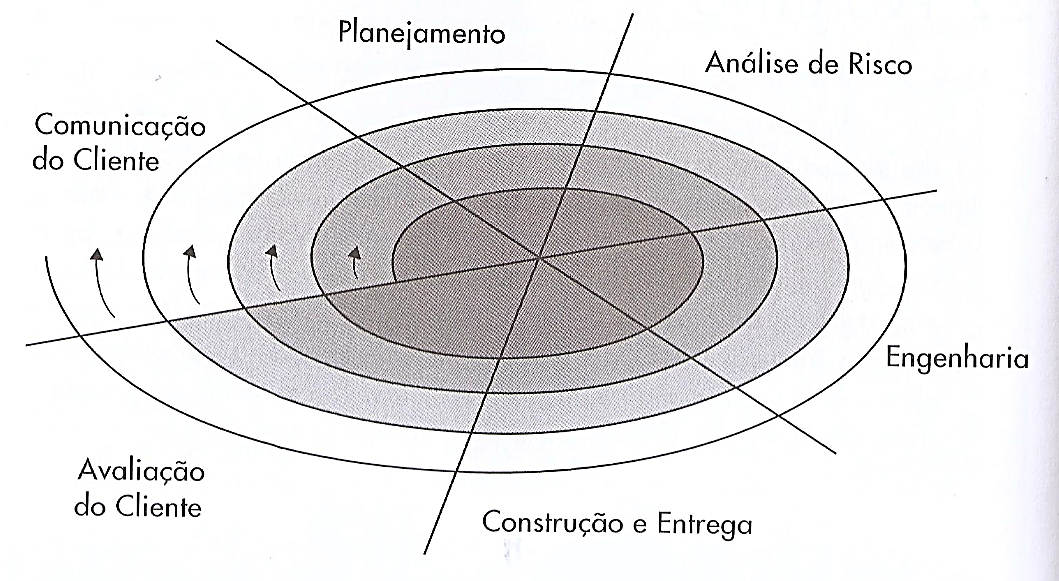 Planejamento
Análise de Risco
Comunicação
do Cliente
Engenharia
Avaliação
do Cliente
Construção e Entrega